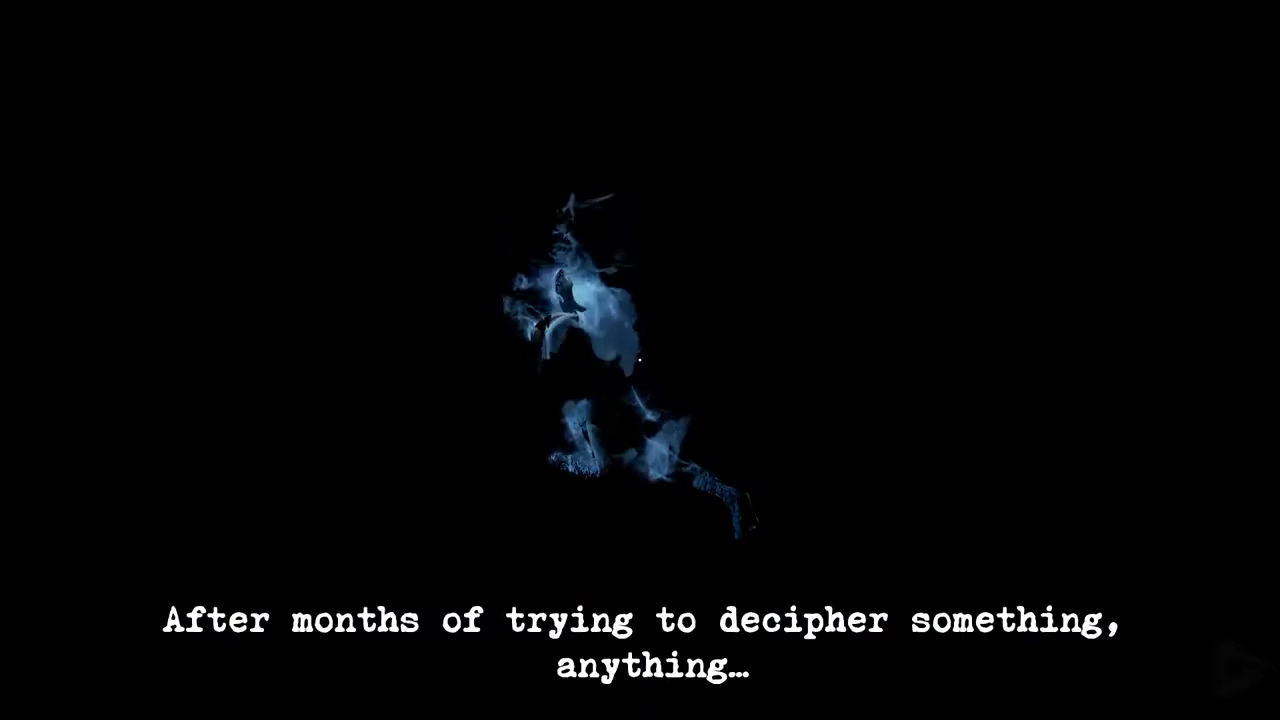 After months of trying to decipher something,
anything…